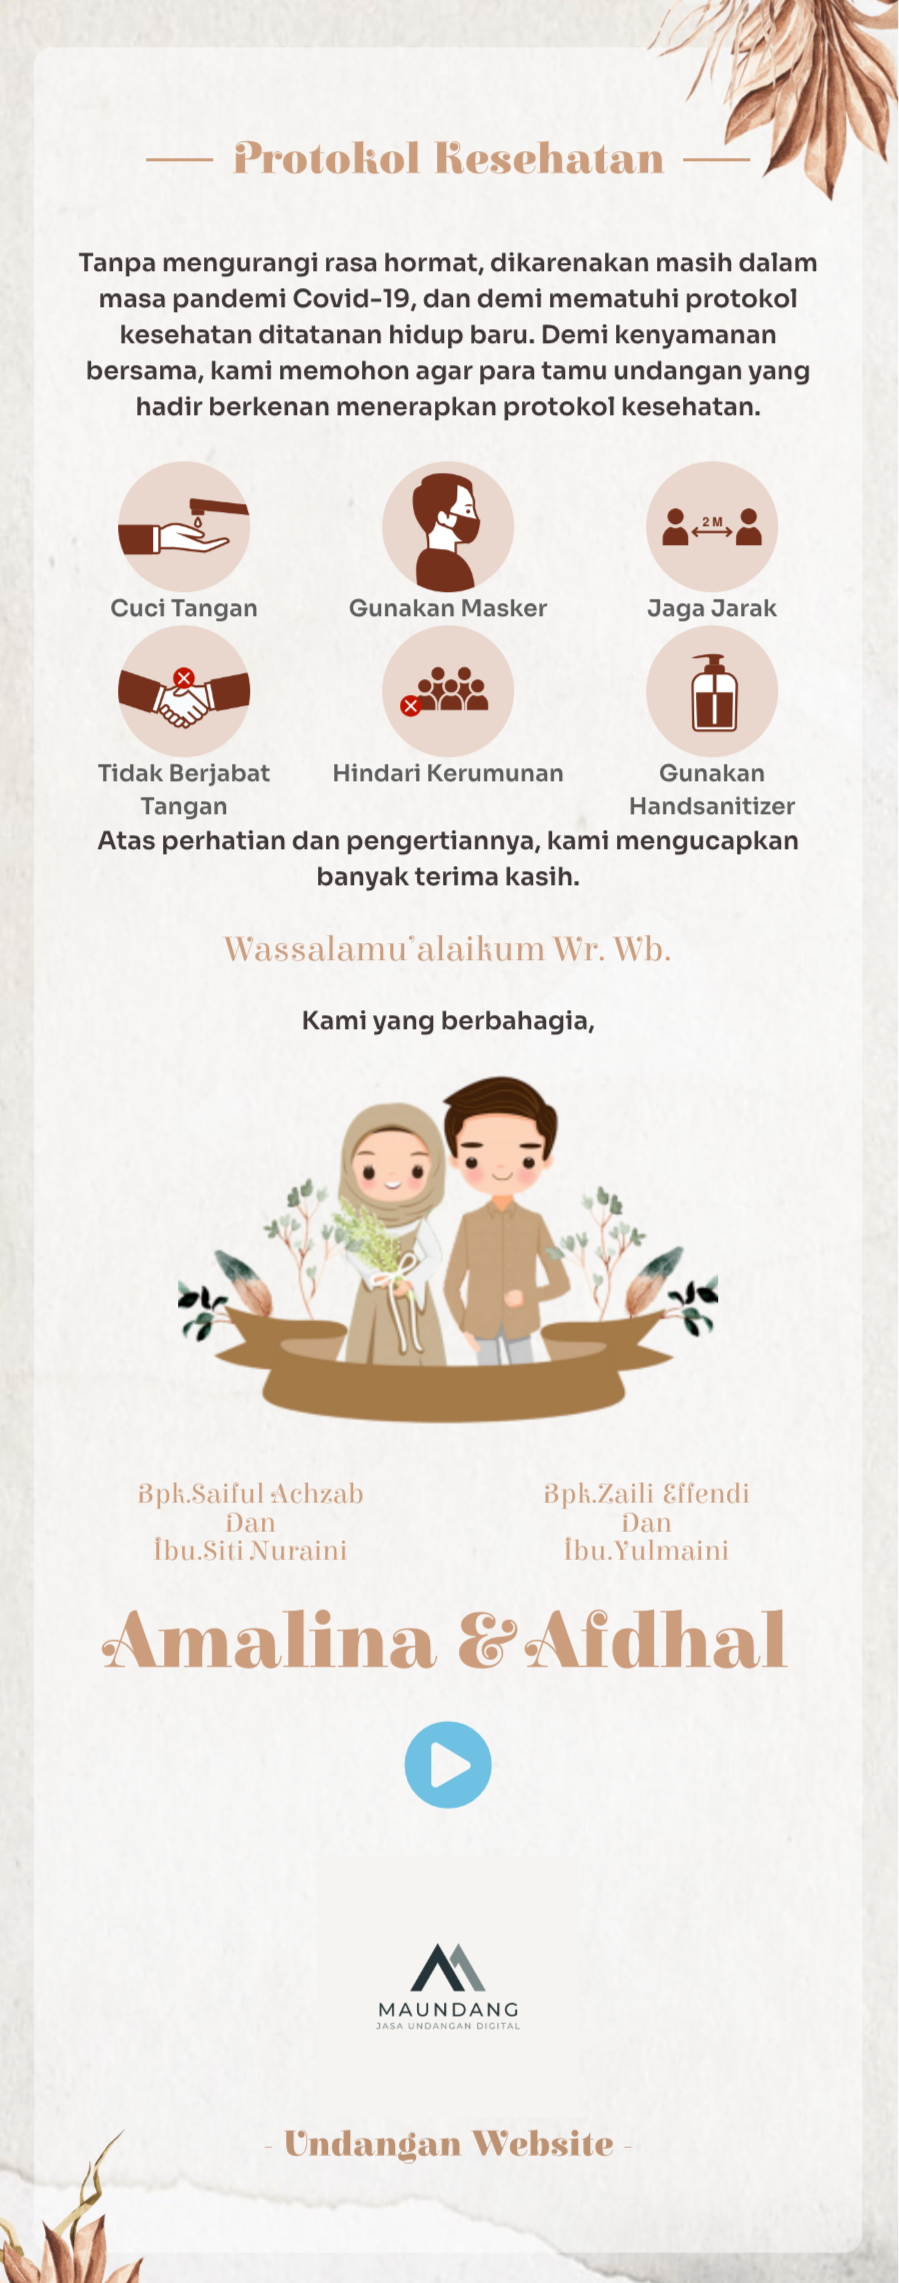 Protokol Kesehatan
Tanpa mengurangi rasa hormat, dikarenakan masih dalam
masa pandemi Covid-19, dan demi mematuhi protokol
kesehatan ditatanan hidup baru. Demi kenyamanan
bersama, kami memohon agar para tamu undangan yang
hadir berkenan menerapkan protokol kesehatan.
2 M
Cuci Tangan
Gunakan Masker
Jaga Jarak
Tidak Berjabat
Tangan
Hindari Kerumunan
Gunakan
Handsanitizer
Atas perhatian dan pengertiannya, kami mengucapkan
banyak terima kasih.
Wassalamu'alaikum Wr. Wb.
Kami yang berbahagia,
Bpk.Saiful Achzab
Dan
Ibu.Siti Nuraini
Bpk.Zaili Effendi
Dan
Ibu.Yulmaini
Amalina & Afdhal
MAUNDANG
JASA UNDANGAN DIGITAL
- Undangan Website -